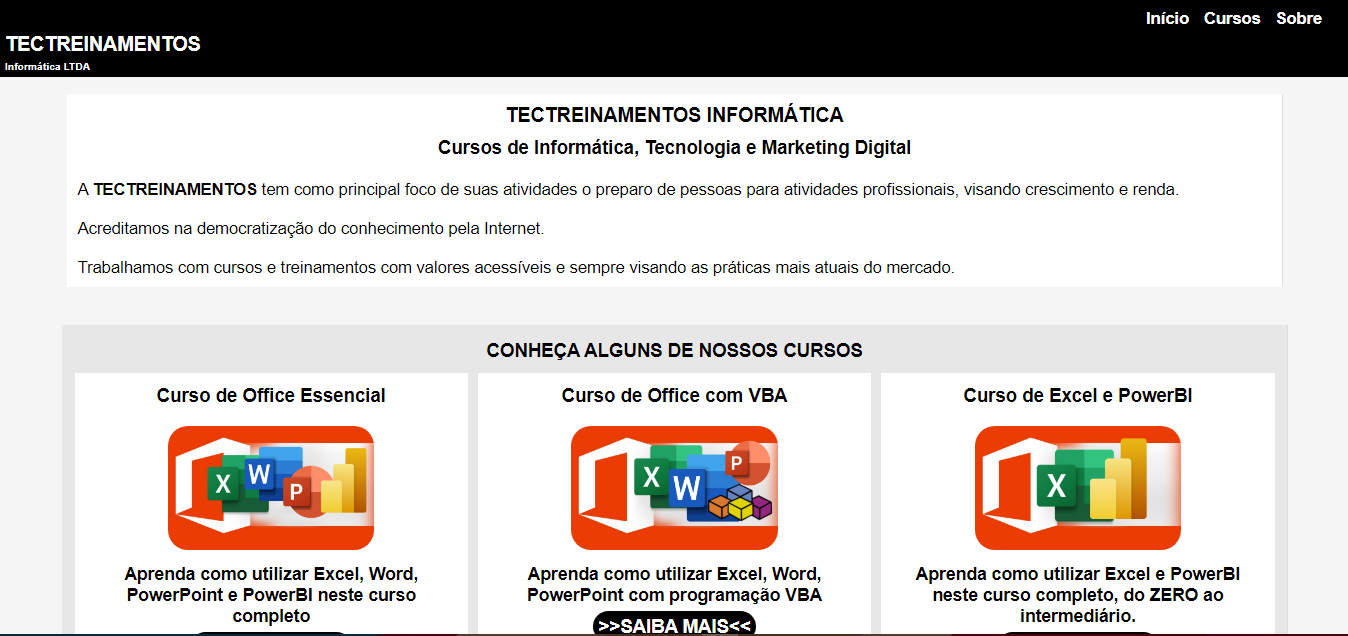 Início Cursos Sobre
TECTREINAMENTOS
Informática LTDA
TECTREINAMENTOS INFORMÁTICA
Cursos de Informática, Tecnologia e Marketing Digital
A TECTREINAMENTOS tem como principal foco de suas atividades o preparo de pessoas para atividades profissionais, visando crescimento e renda.
Acreditamos na democratização do conhecimento pela Internet.
Trabalhamos com cursos e treinamentos com valores acessíveis e sempre visando as práticas mais atuais do mercado.
CONHEÇA ALGUNS DE NOSSOS CURSOS
Curso de Office Essencial
X W P
Aprenda como utilizar Excel, Word,
PowerPoint e PowerBI neste curso
completo
Curso de Office com VBA
X W P
Aprenda como utilizar Excel, Word,
PowerPoint com programação VBA
>>SAIBA MAIS<<
Curso de Excel e PowerBI
X
Aprenda como utilizar Excel e PowerBI
neste curso completo, do ZERO ao
intermediário.